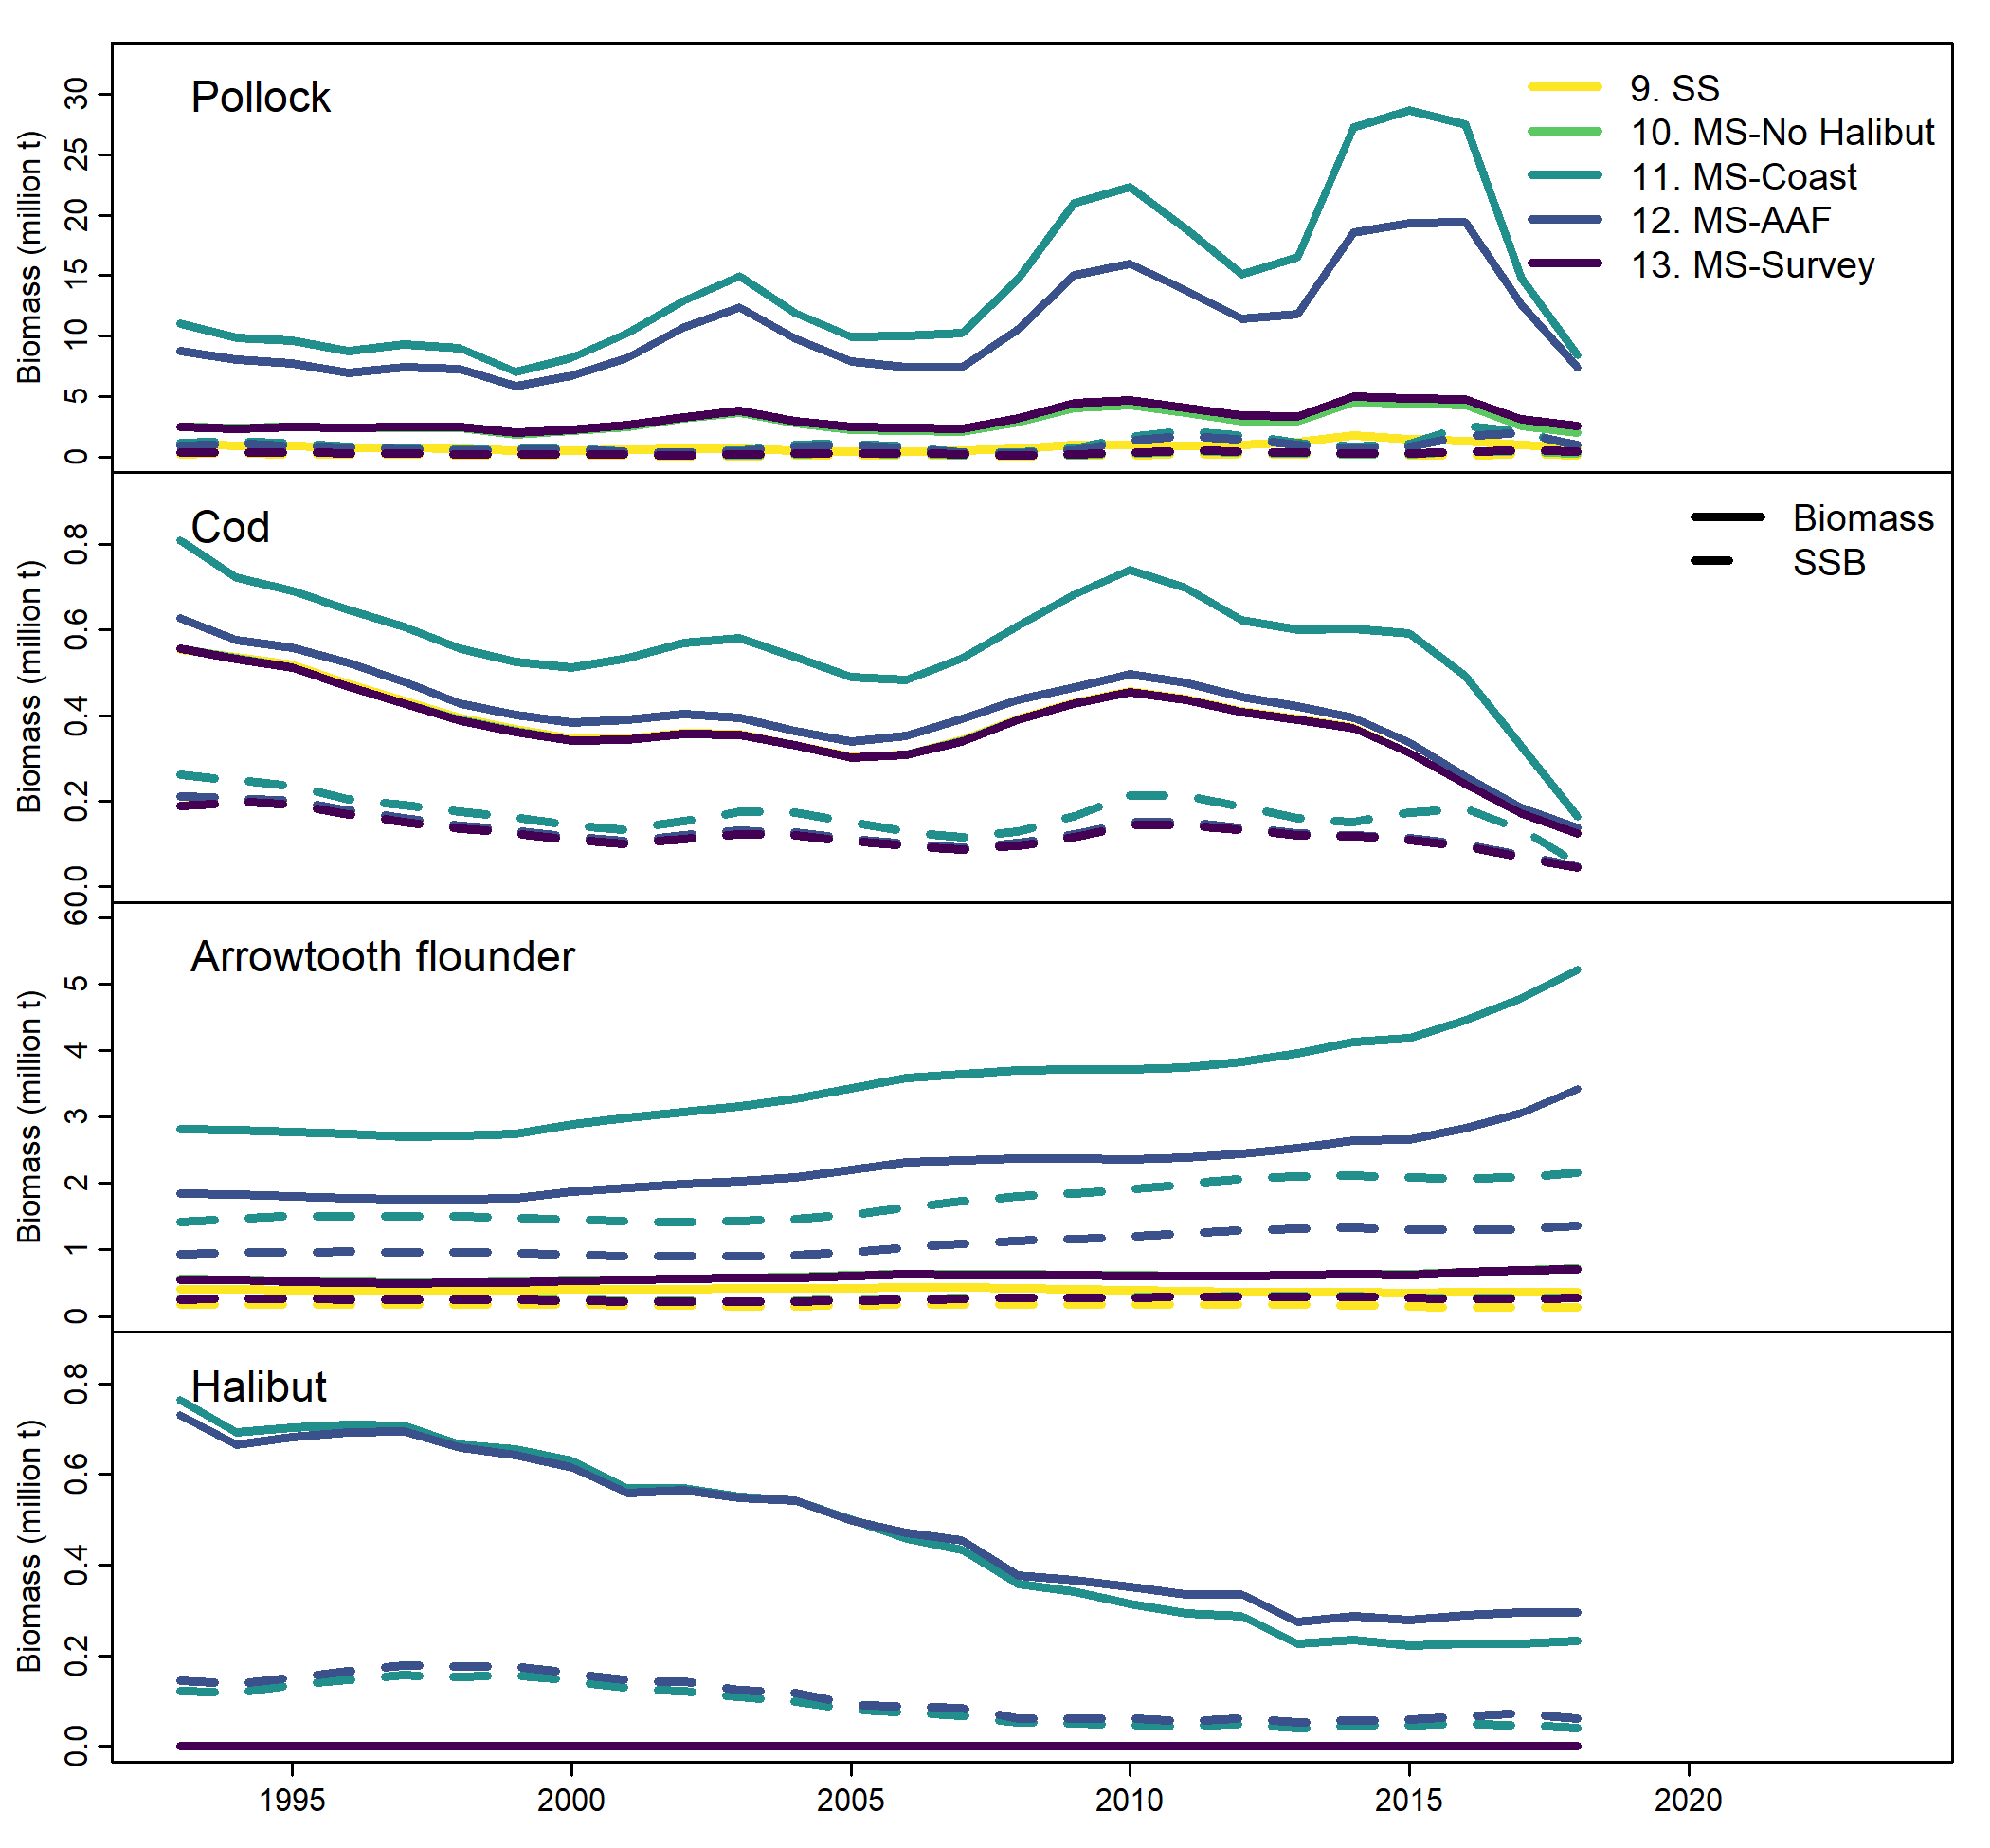 Pollock
Biomass (million t)
30
25
20
15
10
5
0
9. SS
10. MS-No Halibut
11. MS-Coast
12. MS-AAF
13. MS-Survey
Cod
Biomass (million t)
0.8
0.6
0.4
0.2
0.0
Biomass
SSB
Arrowtooth flounder
Biomass (million t)
6
5
4
3
2
1
0
Halibut
Biomass (million t)
0.8
0.6
0.4
0.2
0.0
1995 2000 2005 2010 2015 2020